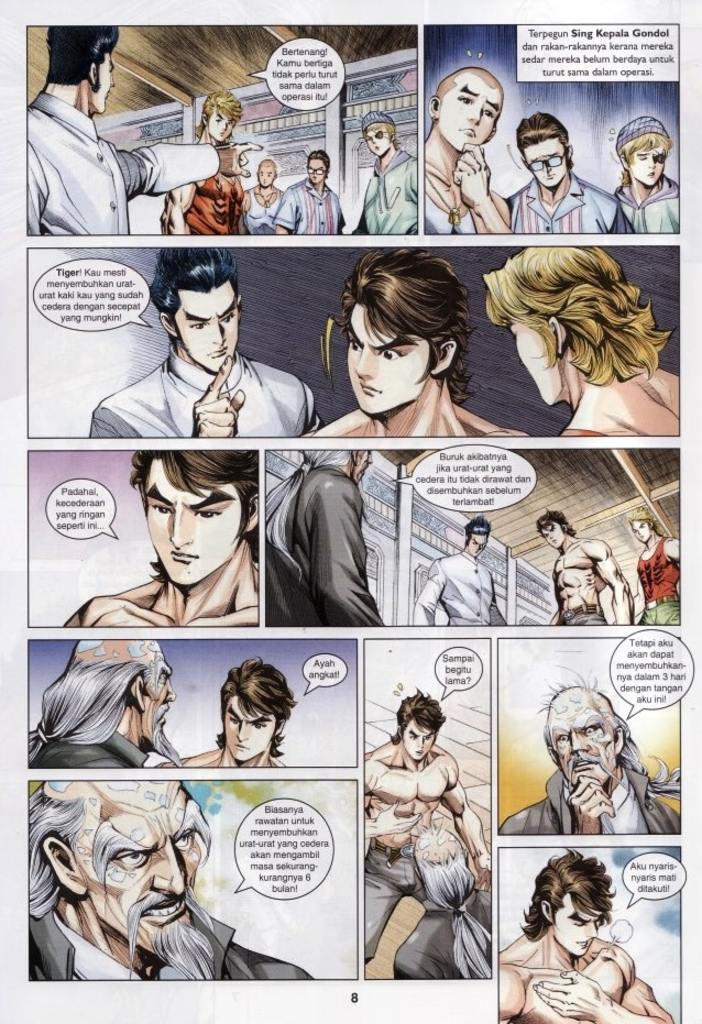 Bertenang!
Kamu bertiga
tidak perlu turut
sama dalam
operasi itu!
Terpegun Sing Kepala Gondol
dan rakan-rakannya kerana mereka
sedar mereka belum berdaya untuk
turut sama dalam operasi.
Tiger! Kau mesti
menyembuhkan urat-
urat kaki kau yang sudah
cedera dengan secepat
yang mungkin!
Padahal,
kecederaan
yang ringan
seperti ini...
Buruk akibatnya
jika urat-urat yang
cedera itu tidak dirawat dan
disembuhkan sebelum
terlambat!
Ayah
angkat!
Biasanya
rawatan untuk
menyembuhkan
urat-urat yang cedera
akan mengambil
masa sekurang-
kurangnya 6
bulan!
Sampai
begitu
lama?
Tetapi aku
akan dapat
menyembuhkan-
nya dalam 3 hari
dengan tangan
aku ini!
Aku nyaris-
nyaris mati
ditakuti!
8